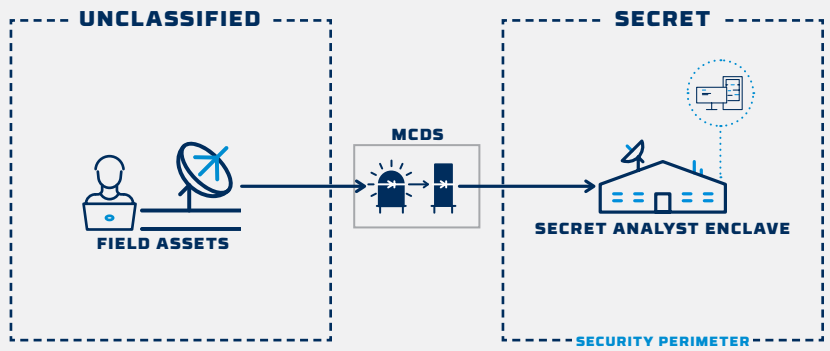 UNCLASSIFIED
SECRET
MCDS
FIELD ASSETS
SECRET ANALYST ENCLAVE
SECURITY PERIMETER